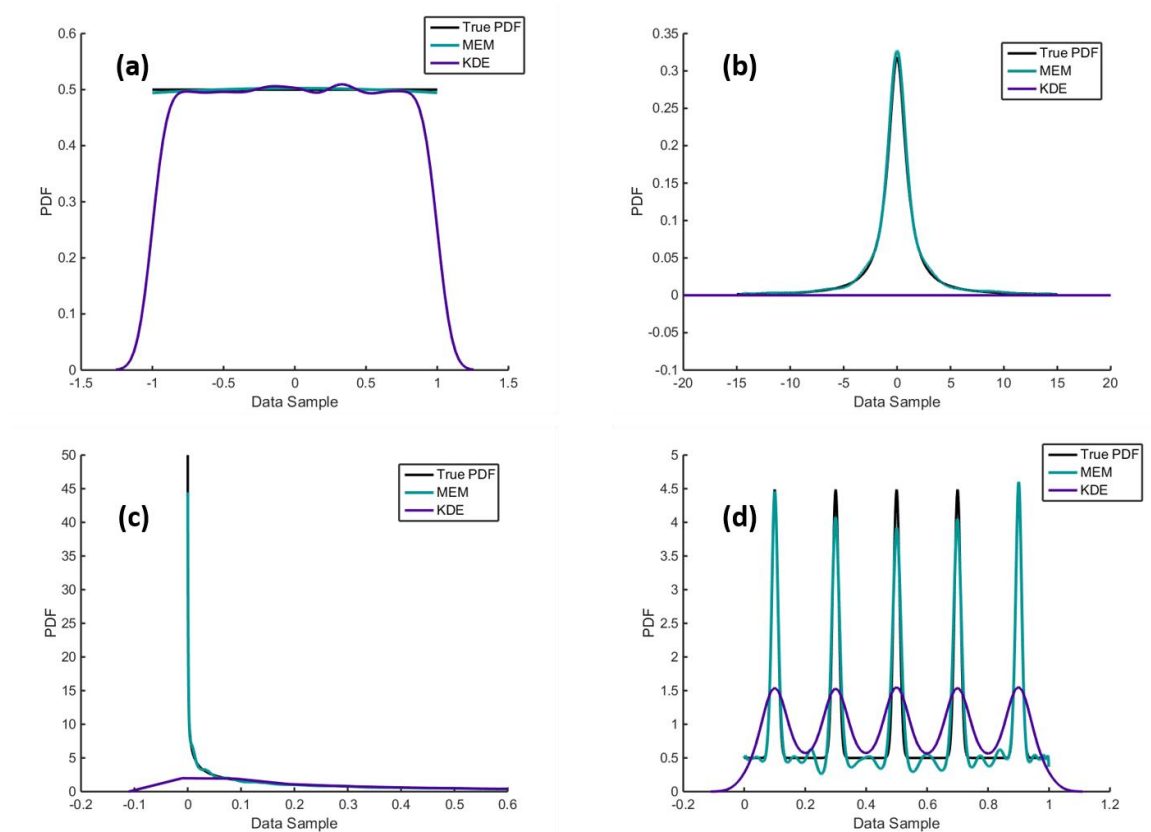 (a)
True PDF
MEM
KDE
0.6
0.5
0.4
0.3
0.2
0.1
0
PDF
-1.5 -1 -0.5 0 0.5 1 1.5
Data Sample
(b)
True PDF
MEM
KDE
0.35
0.3
0.25
0.2
0.15
0.1
0.05
0
-0.05
-0.1
PDF
-20 -15 -10 -5 0 5 10 15 20
Data Sample
(c)
True PDF
MEM
KDE
50
45
40
35
30
25
20
15
10
5
0
PDF
-0.2 -0.1 0 0.1 0.2 0.3 0.4 0.5 0.6
Data Sample
(d)
True PDF
MEM
KDE
5
4.5
4
3.5
3
2.5
2
1.5
1
0.5
0
PDF
-0.2 0 0.2 0.4 0.6 0.8 1 1.2
Data Sample